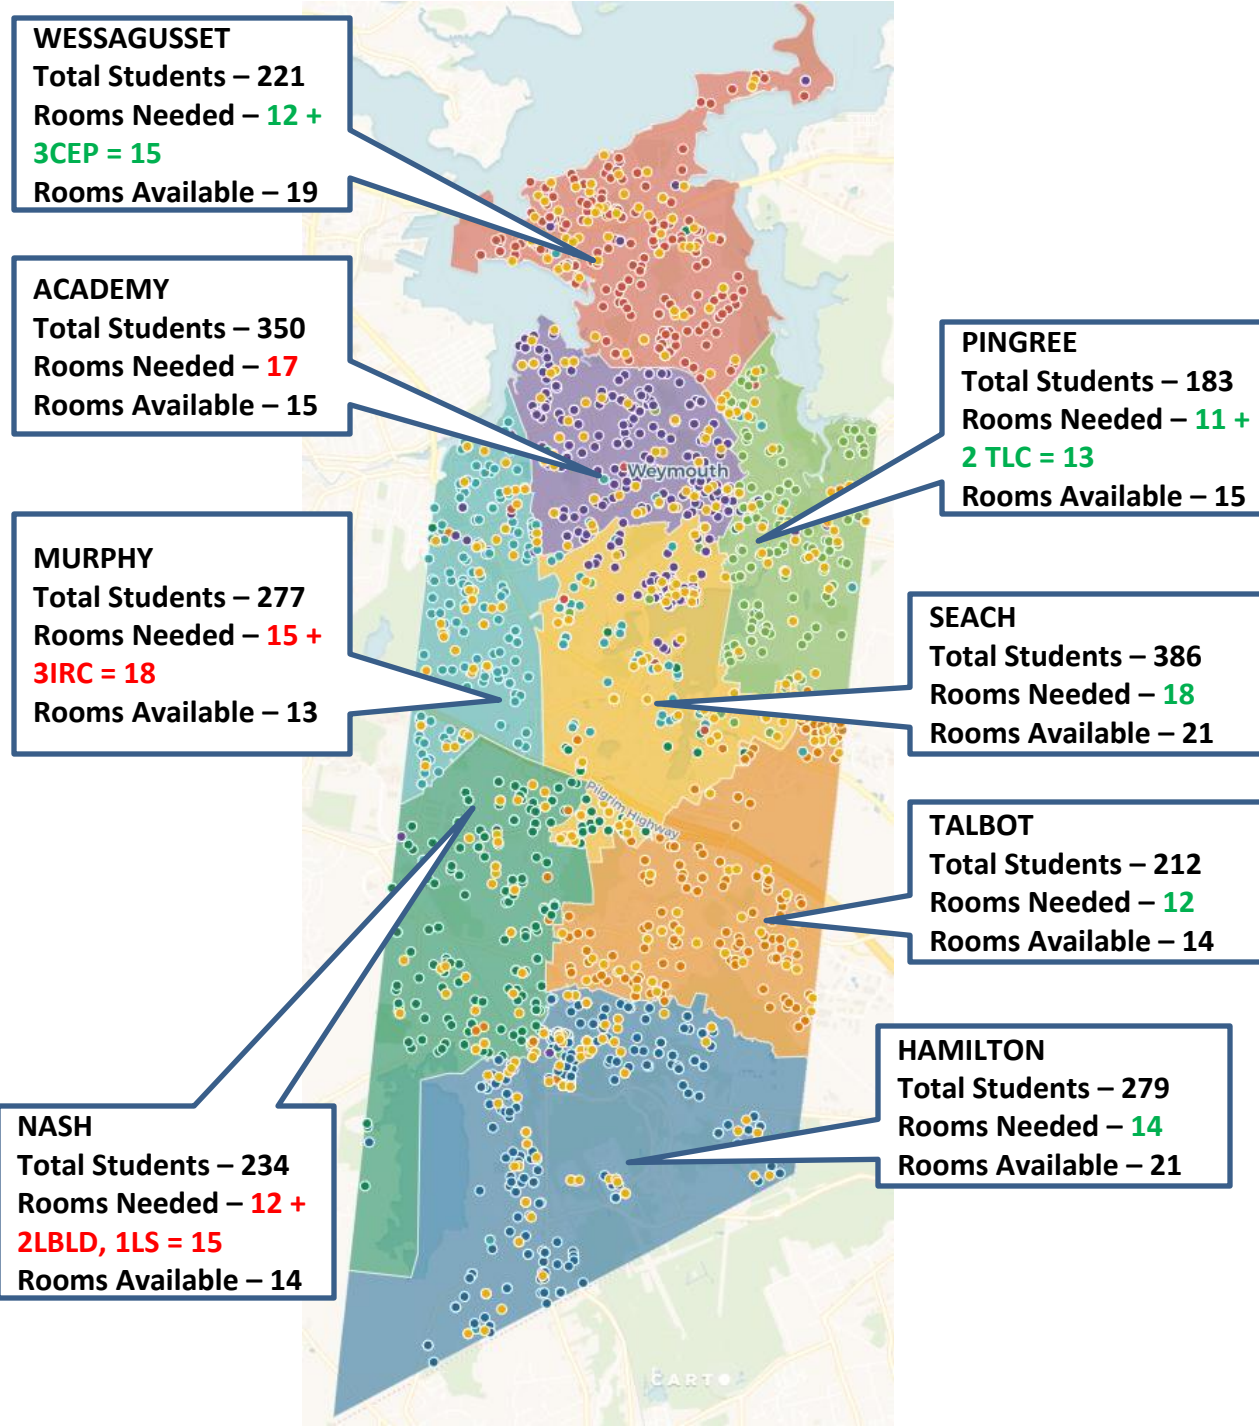 WESSAGUSSET
Total Students – 221
Rooms Needed – 12 +
3CEP = 15
Rooms Available – 19
ACADEMY
Total Students – 350
Rooms Needed – 17
Rooms Available – 15
PINGREE
Total Students – 183
Rooms Needed – 11 +
2 TLC = 13
Rooms Available – 15
Weymouth
MURPHY
Total Students – 277
Rooms Needed – 15 +
3IRC = 18
Rooms Available – 13
SEACH
Total Students – 386
Rooms Needed – 18
Rooms Available – 21
Pilgrim Highway
TALBOT
Total Students – 212
Rooms Needed – 12
Rooms Available – 14
HAMILTON
Total Students – 279
Rooms Needed – 14
Rooms Available – 21
NASH
Total Students – 234
Rooms Needed – 12 +
2LBLD, 1LS = 15
Rooms Available – 14
CARTO